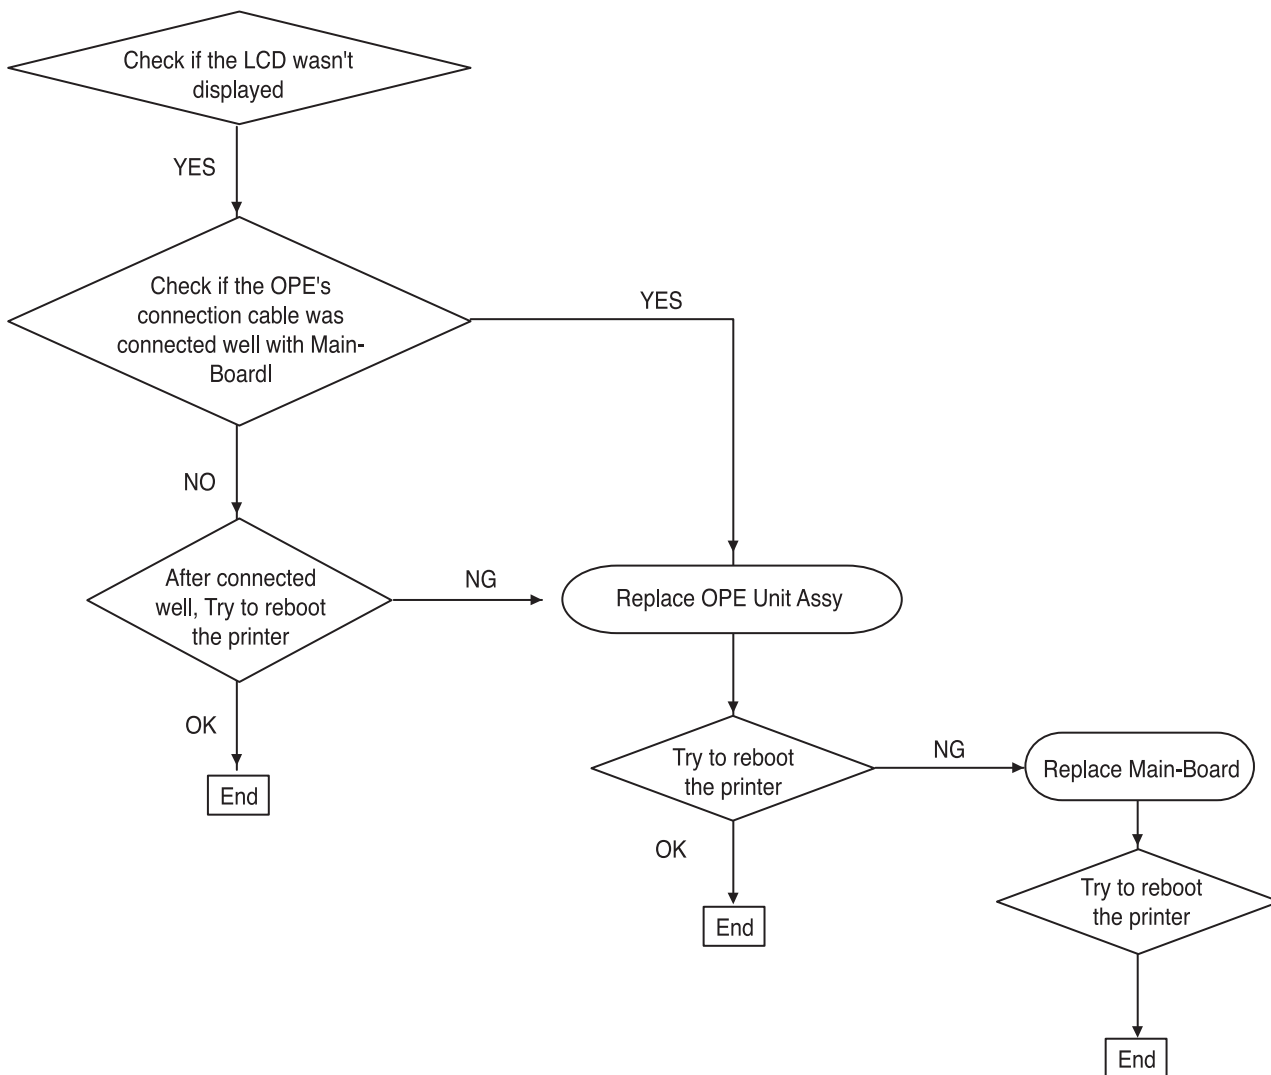 Check if the LCD wasn't
displayed
YES
Check if the OPE's
connection cable was
connected well with Main-
Boardl
YES
NO
After connected
well, Try to reboot
the printer
NG
Replace OPE Unit Assy
OK
End
Try to reboot
the printer
NG
Replace Main-Board
OK
End
Try to reboot
the printer
End